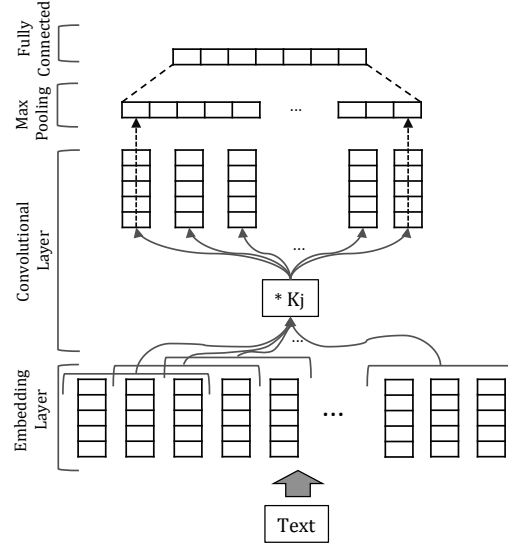 Fully
Connected
Max
Pooling
...
Convolutional
Layer
...
* Kj
...
Embedding
Layer
...
Text